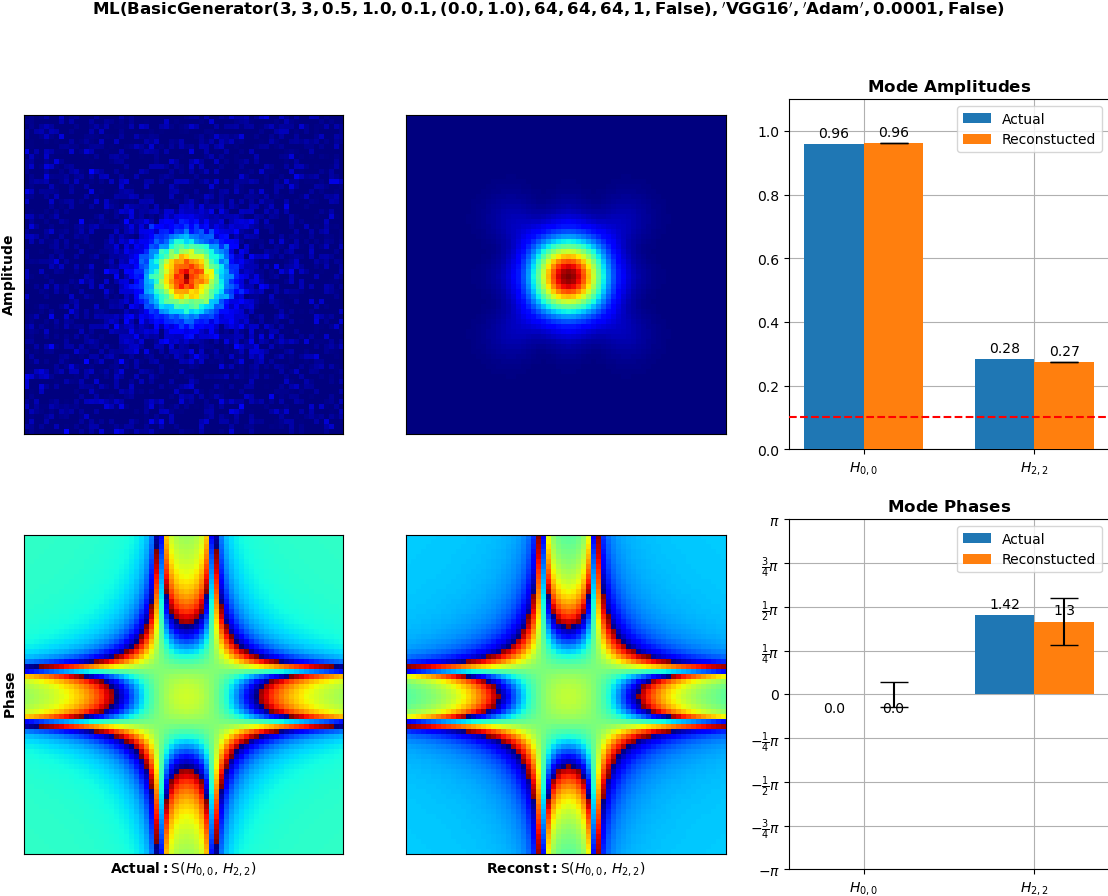 ML(BasicGenerator(3, 3, 0.5, 1.0, 0.1, (0.0, 1.0), 64, 64, 64, 1, False), ′VGG16′, ′Adam′, 0.0001, False)
Amplitude
Mode Amplitudes
Actual
Reconstucted
1.0
0.8
0.6
0.4
0.2
0.0
0.96
0.96
0.28
0.27
H0, 0
H2, 2
Phase
Actual: S(H0, 0, H2, 2)
Reconst: S(H0, 0, H2, 2)
Mode Phases
Actual
Reconstucted
π
3/4π
1/2π
1/4π
0
−1/4π
−1/2π
−3/4π
−π
0.0
0.0
1.42
1.3
H0, 0
H2, 2